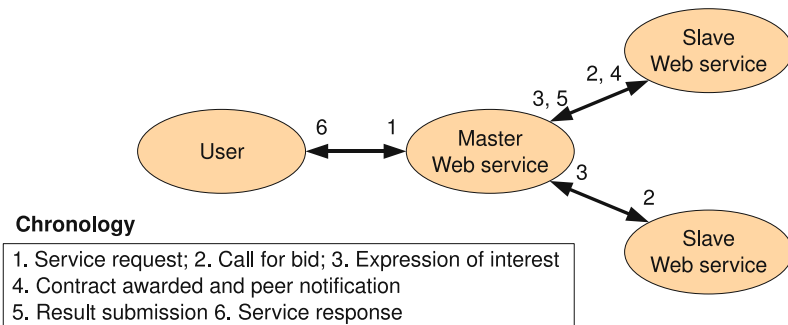 Slave
Web service
2, 4
3, 5
6
1
User
Master
Web service
3
2
Slave
Web service
Chronology
1. Service request; 2. Call for bid; 3. Expression of interest
4. Contract awarded and peer notification
5. Result submission 6. Service response